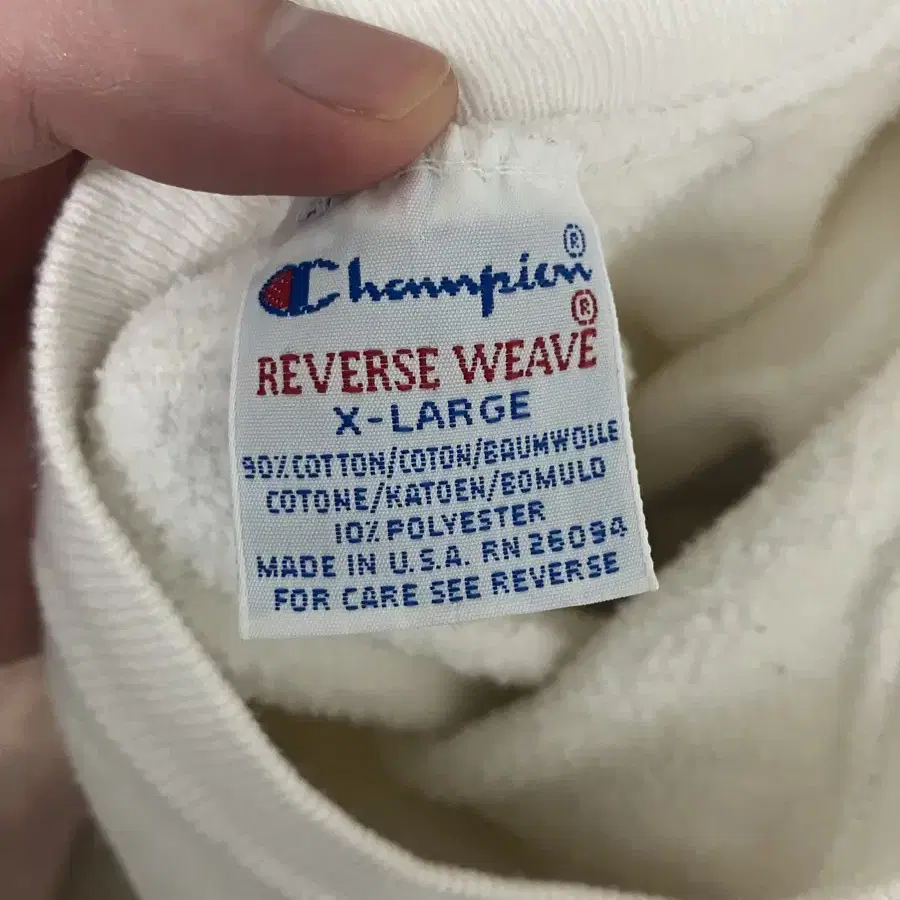 Champion®
REVERSE WEAVE®
X-LARGE
90% COTTON/COTON/BAUMWOLLE
COTONE/KATOEN/BOMULD
10% POLYESTER
MADE IN U.S.A. RN 26094
FOR CARE SEE REVERSE